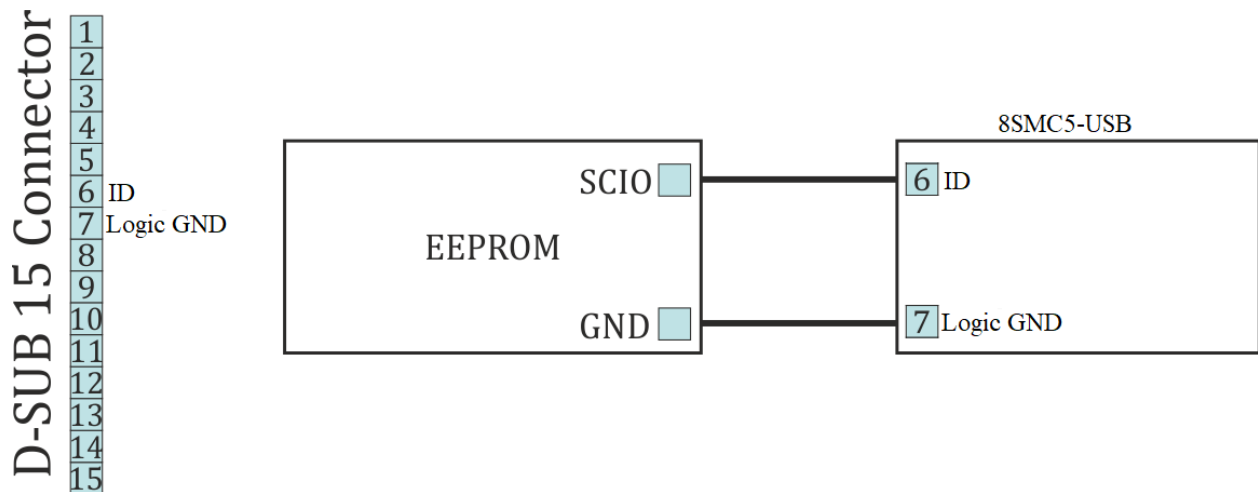 D-SUB 15 Connector
1
2
3
4
5
6 ID
7 Logic GND
8
9
10
11
12
13
14
15
EEPROM
SCIO
GND
8SMC5-USB
6 ID
7 Logic GND